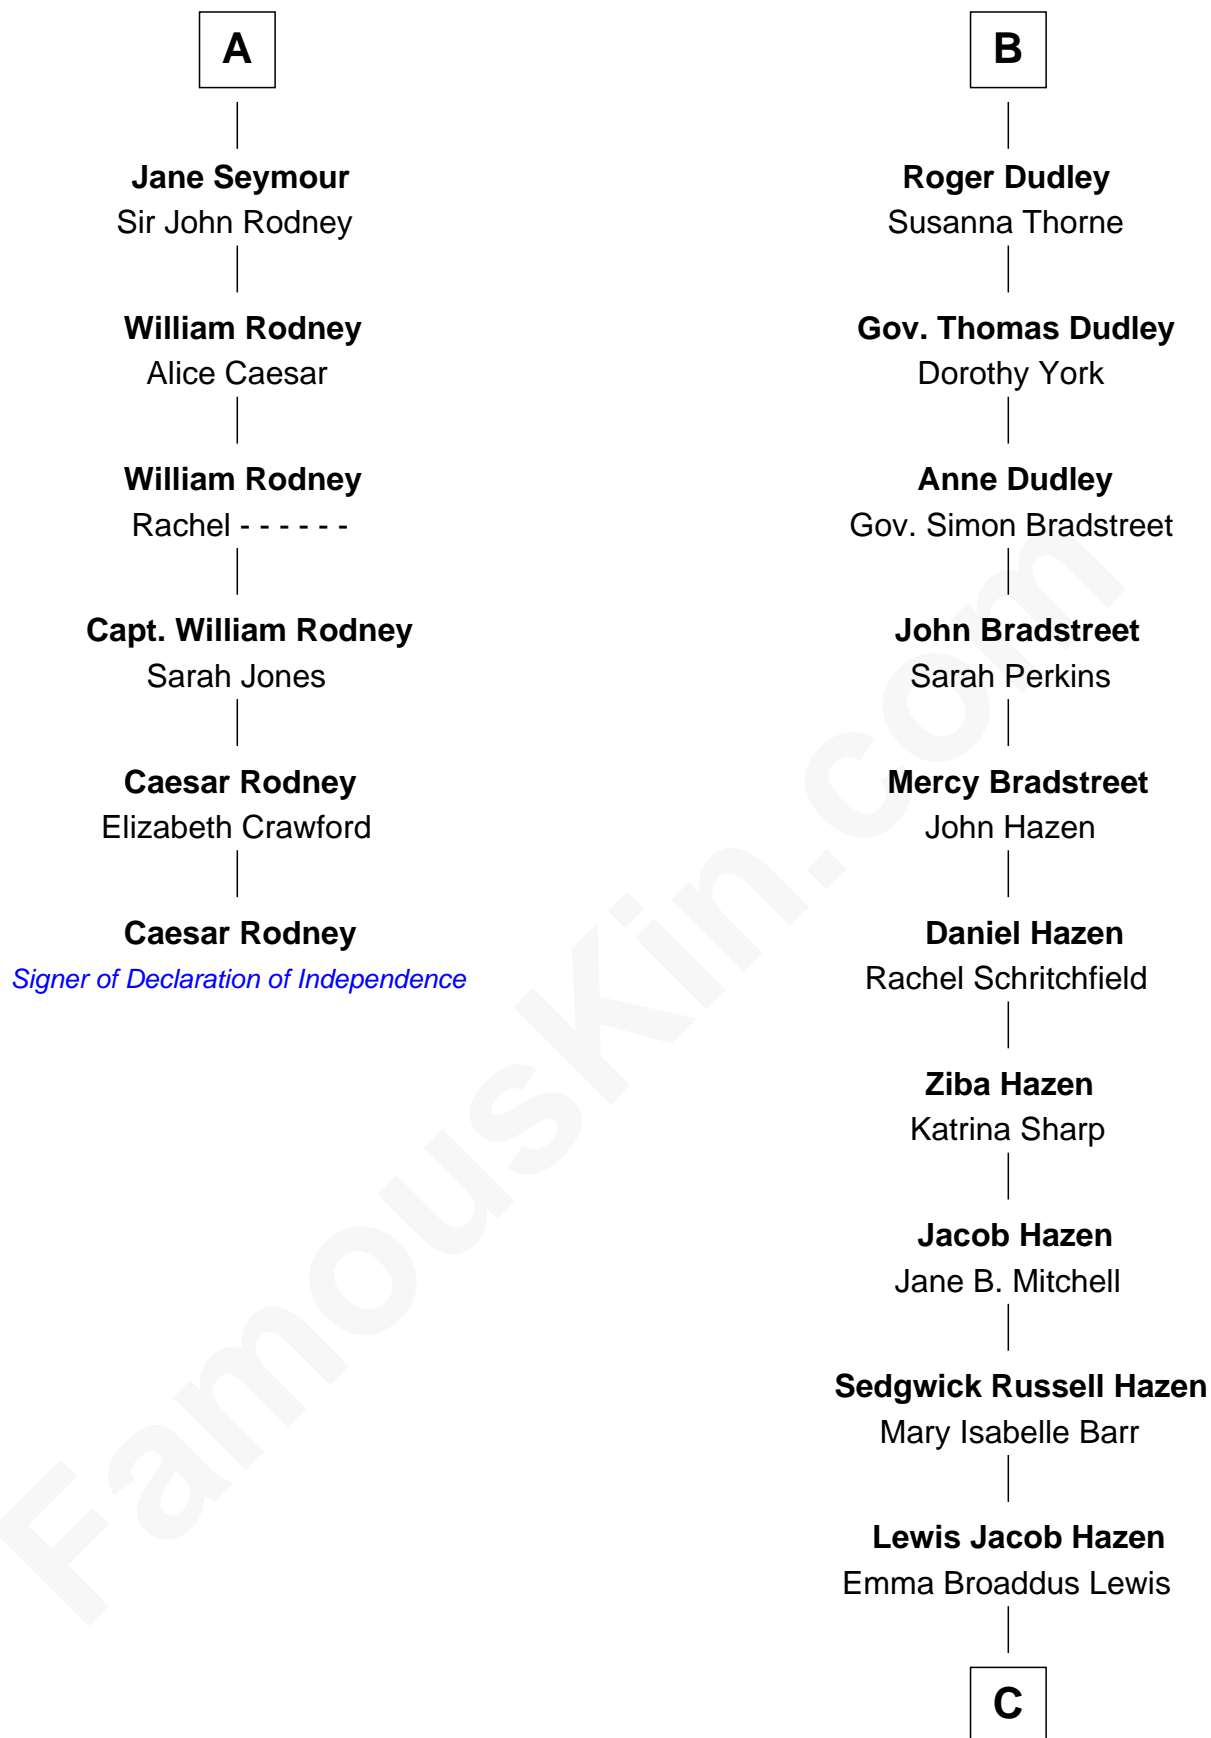 A
Jane Seymour
Sir John Rodney
William Rodney
Alice Caesar
William Rodney
Rachel - - - - - -
Capt. William Rodney
Sarah Jones
Caesar Rodney
Elizabeth Crawford
Caesar Rodney
Signer of Declaration of Independence
B
Roger Dudley
Susanna Thorne
Gov. Thomas Dudley
Dorothy York
Anne Dudley
Gov. Simon Bradstreet
John Bradstreet
Sarah Perkins
Mercy Bradstreet
John Hazen
Daniel Hazen
Rachel Schritchfield
Ziba Hazen
Katrina Sharp
Jacob Hazen
Jane B. Mitchell
Sedgwick Russell Hazen
Mary Isabelle Barr
Lewis Jacob Hazen
Emma Broaddus Lewis
C
FamousKin.com